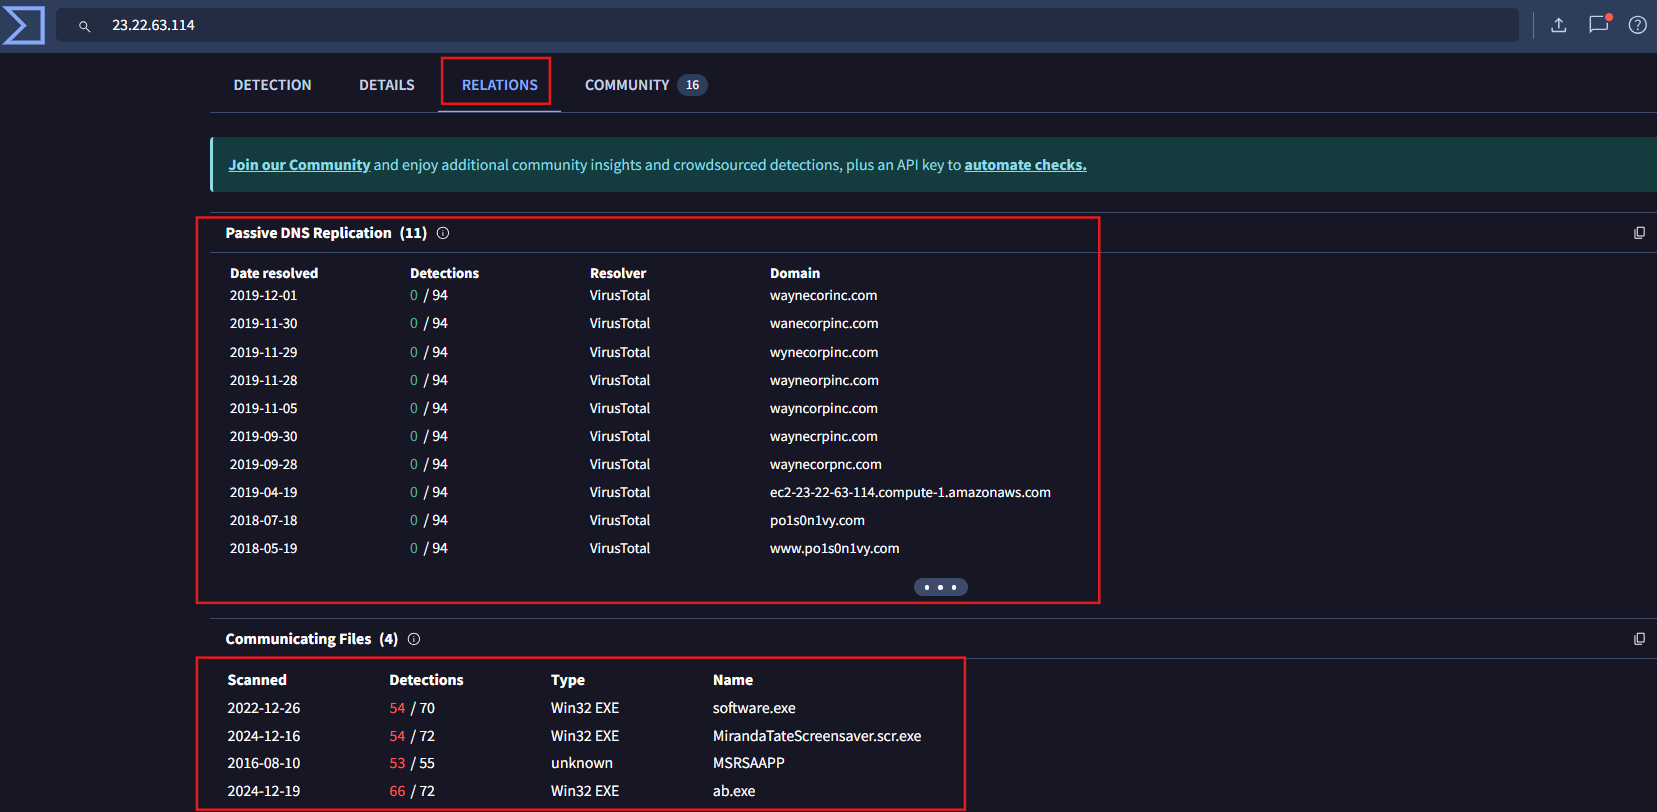 23.22.63.114
DETECTION DETAILS RELATIONS COMMUNITY 16
Join our Community and enjoy additional community insights and crowdsourced detections, plus an API key to automate checks.
Passive DNS Replication (11)
Date resolved Detections Resolver Domain
2019-12-01 0 / 94 VirusTotal waynecorinc.com
2019-11-30 0 / 94 VirusTotal wanecorpinc.com
2019-11-29 0 / 94 VirusTotal wynecorpinc.com
2019-11-28 0 / 94 VirusTotal wayneorpinc.com
2019-11-05 0 / 94 VirusTotal wayncorpinc.com
2019-09-30 0 / 94 VirusTotal waynecrpinc.com
2019-09-28 0 / 94 VirusTotal waynecorpnc.com
2019-04-19 0 / 94 VirusTotal ec2-23-22-63-114.compute-1.amazonaws.com
2018-07-18 0 / 94 VirusTotal po1s0n1vy.com
2018-05-19 0 / 94 VirusTotal www.po1s0n1vy.com
Communicating Files (4)
Scanned Detections Type Name
2022-12-26 54 / 70 Win32 EXE software.exe
2024-12-16 54 / 72 Win32 EXE MirandaTateScreensaver.scr.exe
2016-08-10 53 / 55 unknown MSRSAAPP
2024-12-19 66 / 72 Win32 EXE ab.exe